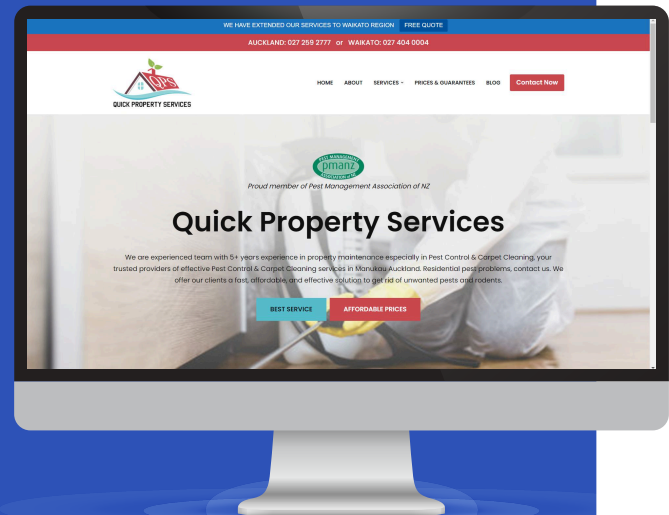 WE HAVE EXTENDED OUR SERVICES TO WAIKATO REGION FREE QUOTE
AUCKLAND: 027 259 2777 or WAIKATO: 027 404 0004
QPS
QUICK PROPERTY SERVICES
HOME ABOUT SERVICES PRICES & GUARANTEES BLOG Contact Now
PEST MANAGEMENT
pmanz
ASSOCIATION of NZ
Proud member of Pest Management Association of NZ
Quick Property Services
We are experienced team with 5+ years experience in property maintenance especially in Pest Control & Carpet Cleaning, your
trusted providers of effective Pest Control & Carpet Cleaning services in Manukau Auckland. Residential pest problems, contact us. We
offer our clients a fast, affordable, and effective solution to get rid of unwanted pests and rodents.
BEST SERVICE AFFORDABLE PRICES